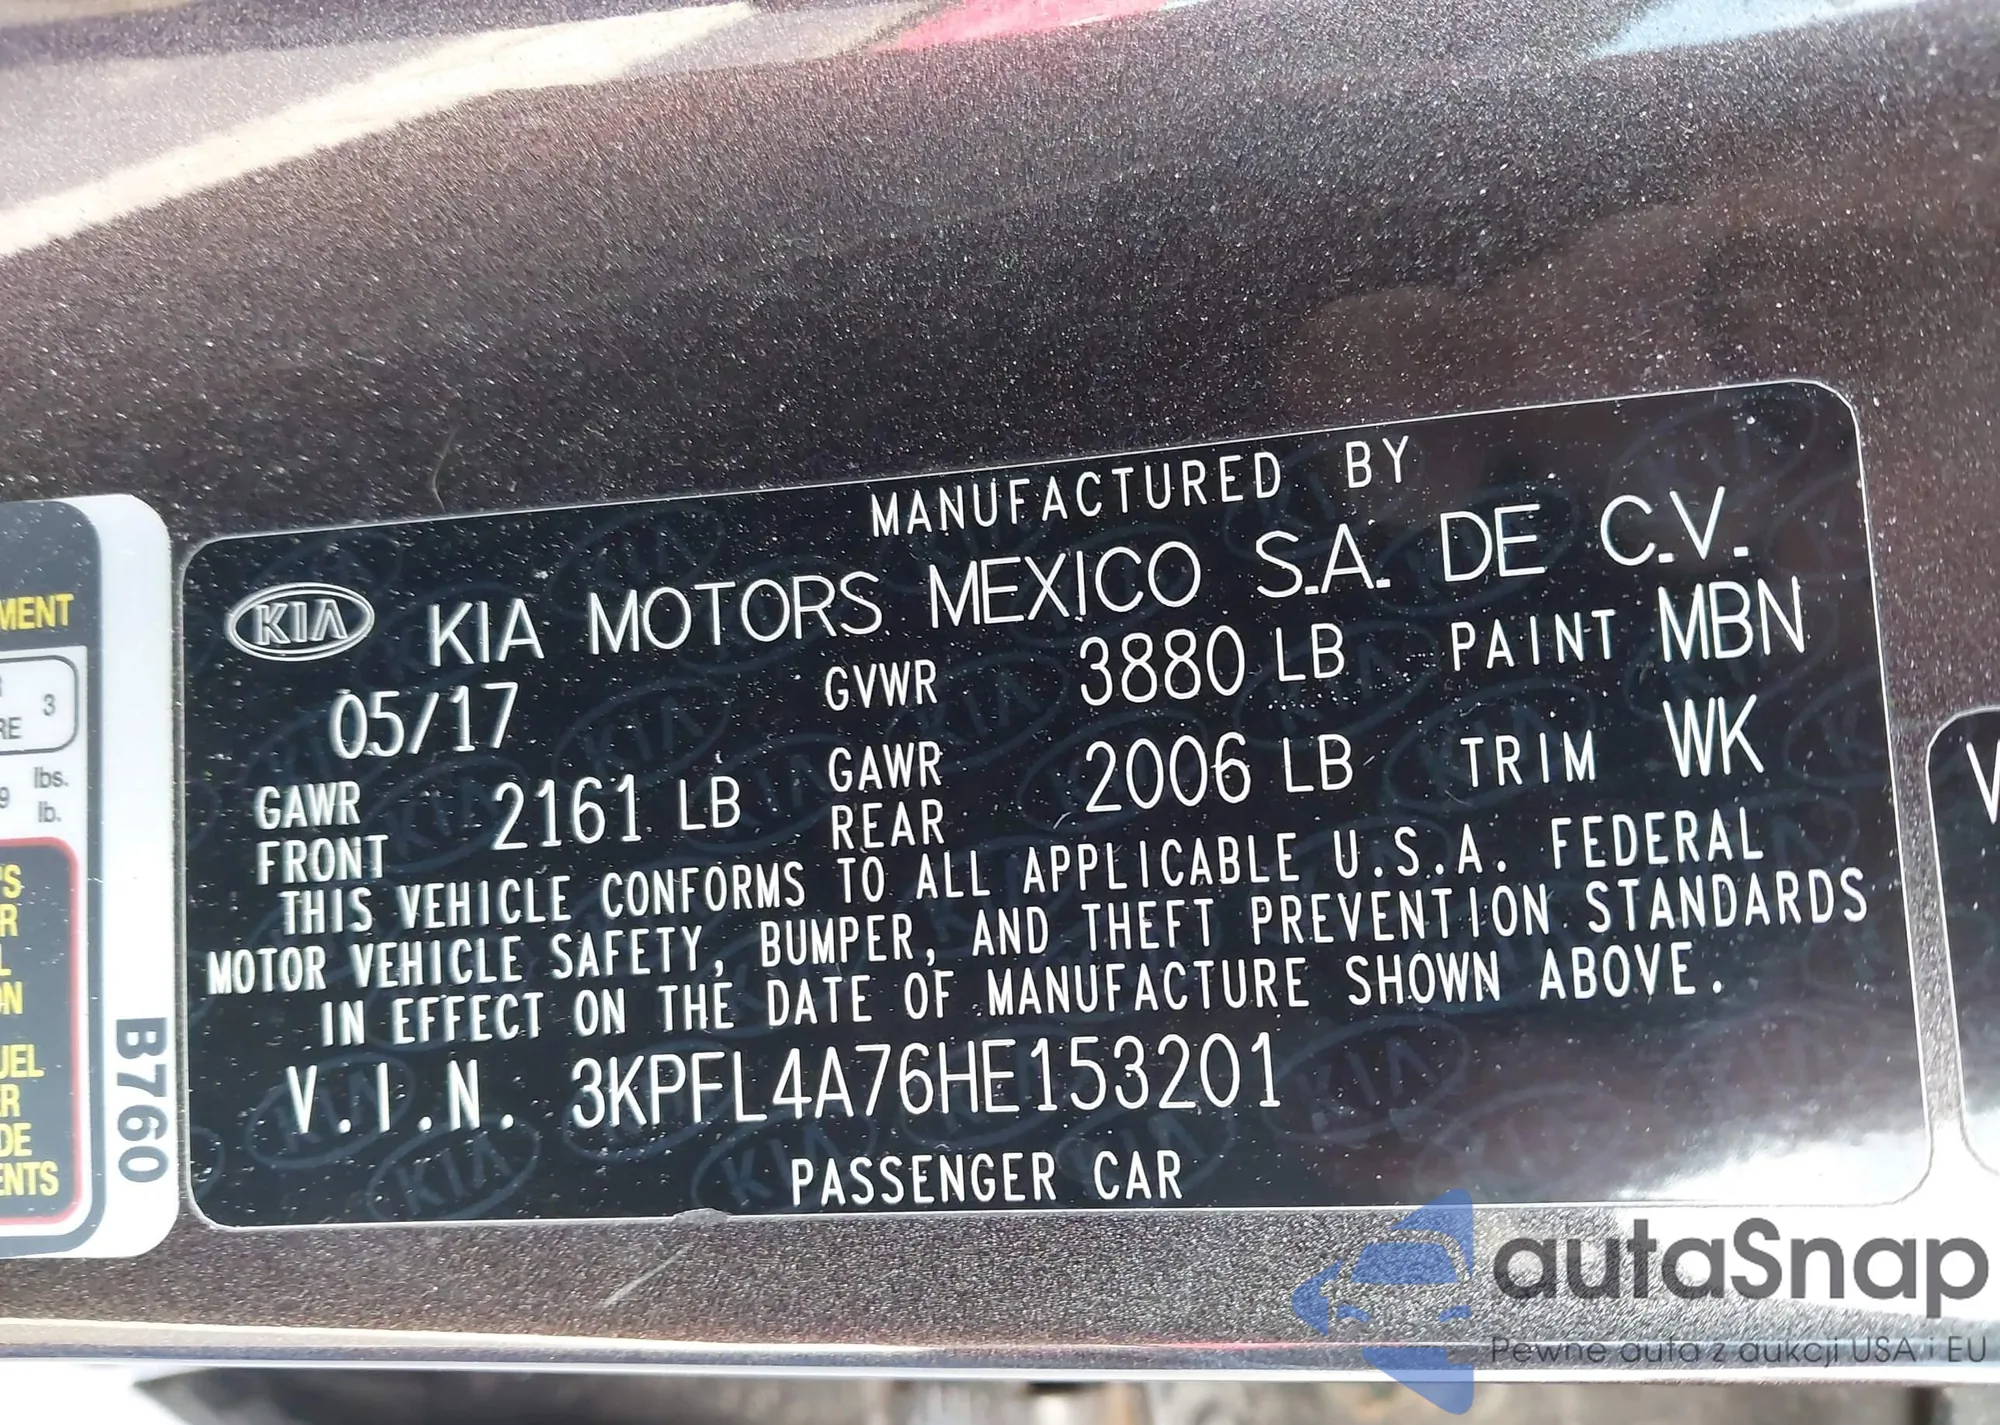 MANUFACTURED BY
KIA KIA MOTORS MEXICO S.A. DE C.V.
05/17 GVWR 3880 LB PAINT MBN
GAWR FRONT 2161 LB GAWR REAR 2006 LB TRIM WK
THIS VEHICLE CONFORMS TO ALL APPLICABLE U.S.A. FEDERAL
MOTOR VEHICLE SAFETY, BUMPER, AND THEFT PREVENTION STANDARDS
IN EFFECT ON THE DATE OF MANUFACTURE SHOWN ABOVE.
V.I.N. 3KPFL4A76HE153201
PASSENGER CAR
3
lbs.
lb.
B760
autaSnap
Pewne auta z aukcji USA i EU